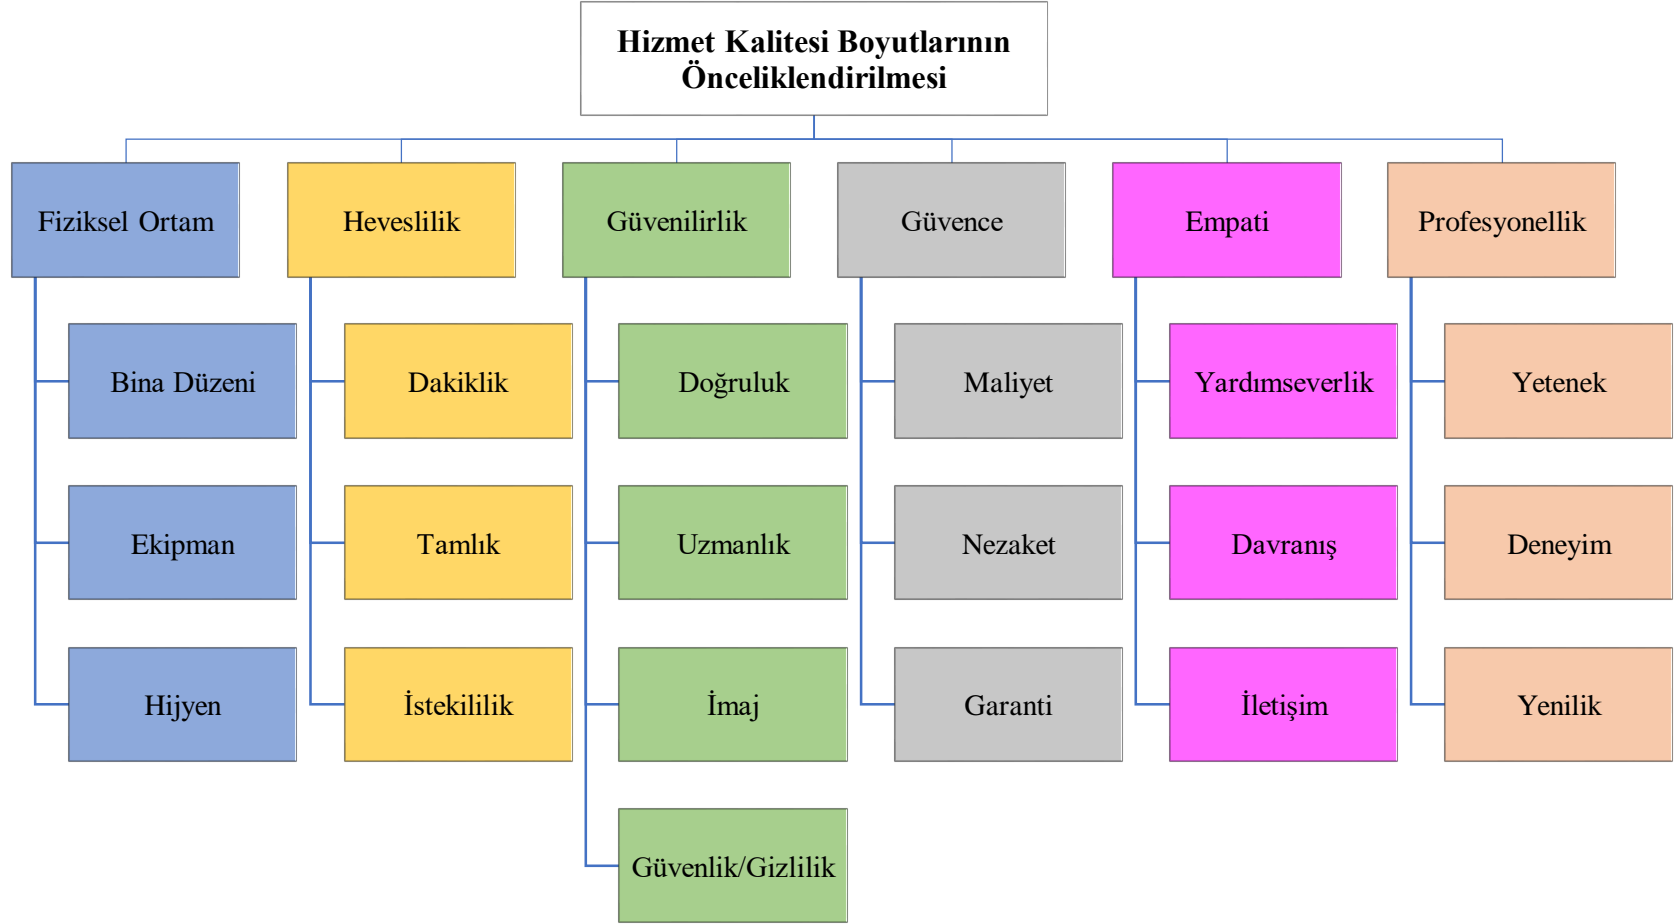 Hizmet Kalitesi Boyutlarının
Önceliklendirilmesi
Fiziksel Ortam
Heveslilik
Güvenilirlik
Güvence
Empati
Profesyonellik
Bina Düzeni
Dakiklik
Doğruluk
Maliyet
Yardımseverlik
Yetenek
Ekipman
Tamlık
Uzmanlık
Nezaket
Davranış
Deneyim
Hijyen
İstekililik
İmaj
Garanti
İletişim
Yenilik
Güvenlik/Gizlilik